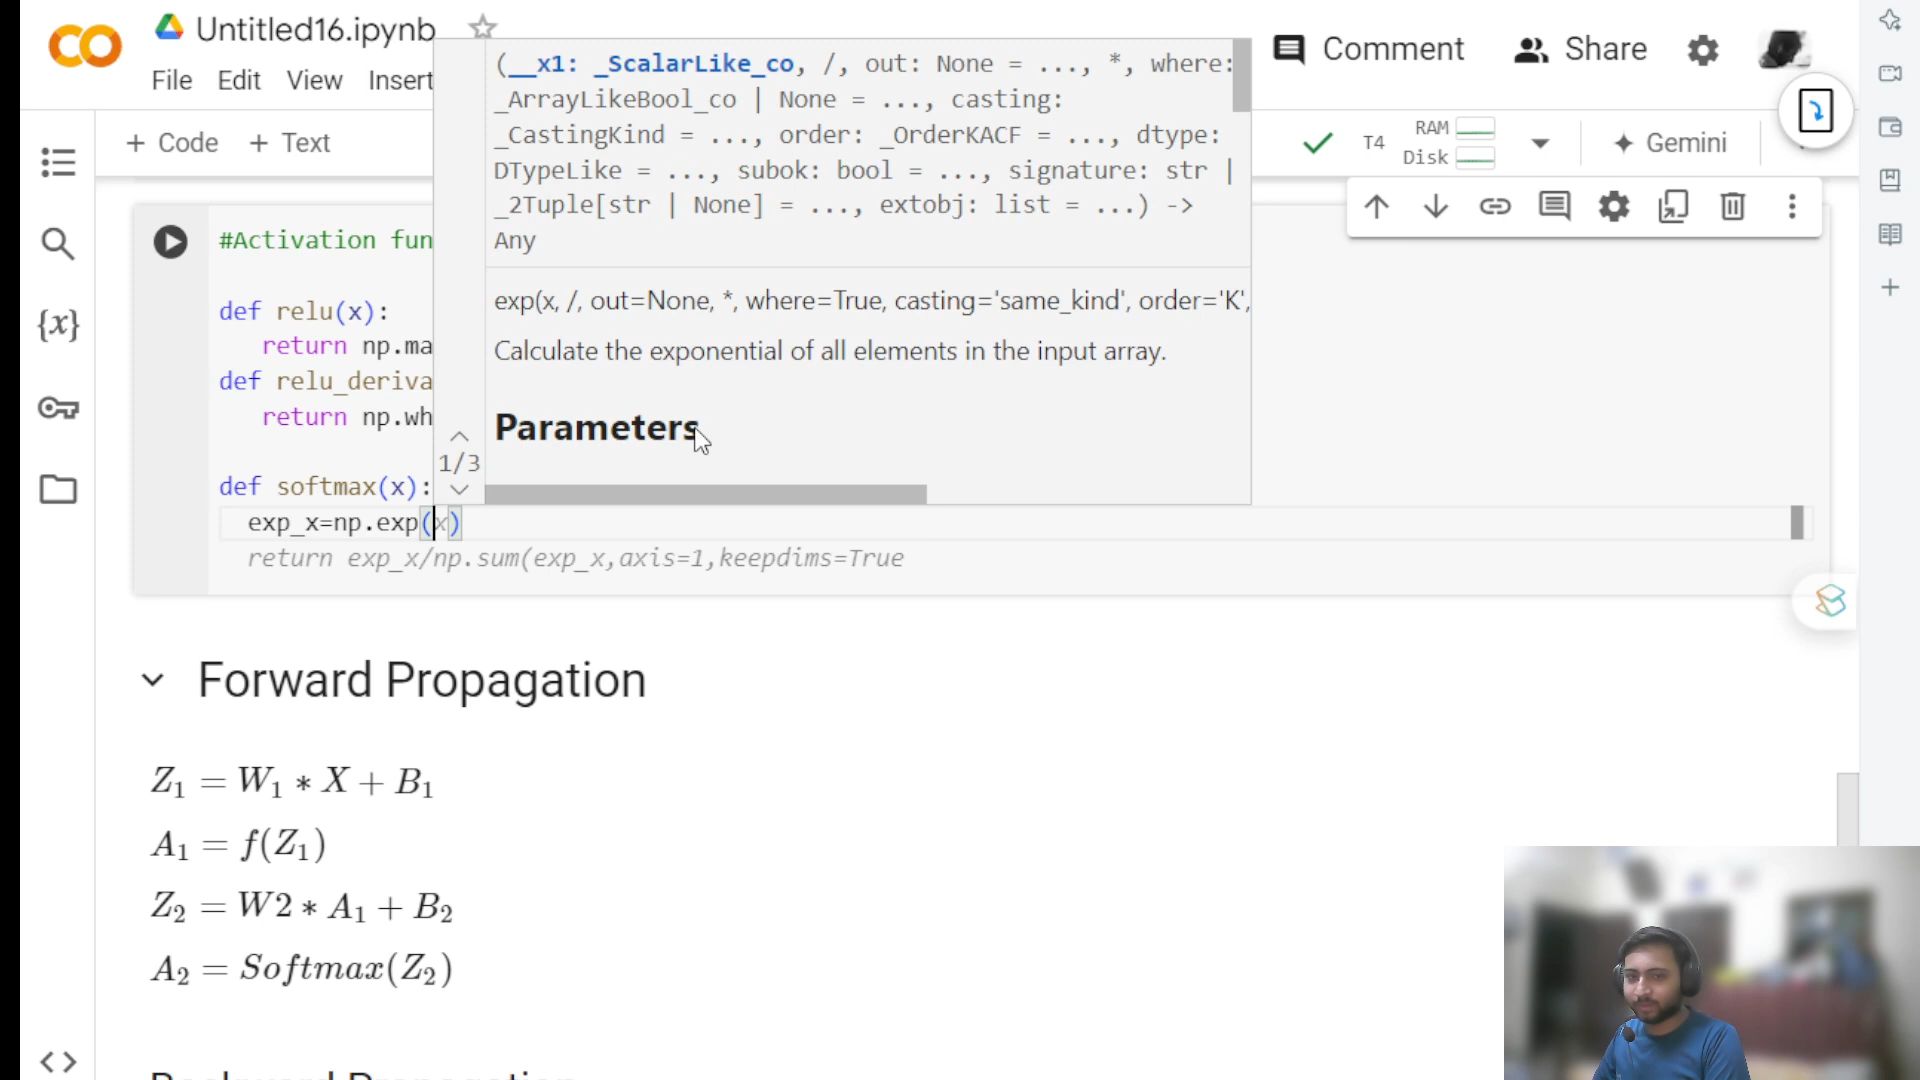 Untitled16.ipynb
File Edit View Insert
Comment
Share
+ Code + Text
T4
RAM
Disk
Gemini
(__x1: _ScalarLike_co, /, out: None = ..., *, where:
_ArrayLikeBool_co | None = ..., casting:
_CastingKind = ..., order: _OrderKACF = ..., dtype:
DTypeLike = ..., subok: bool = ..., signature: str |
_2Tuple[str | None] = ..., extobj: list = ...) ->
Any
exp(x, /, out=None, *, where=True, casting='same_kind', order='K',
Calculate the exponential of all elements in the input array.
Parameters
1/3
#Activation fun
def relu(x):
return np.ma
def relu_deriva
return np.wh
def softmax(x):
exp_x=np.exp(x)
return exp_x/np.sum(exp_x,axis=1,keepdims=True
Forward Propagation
Z₁ = W₁ ∗ X + B₁
A₁ = f(Z₁)
Z₂ = W2 ∗ A₁ + B₂
A₂ = Softmax(Z₂)